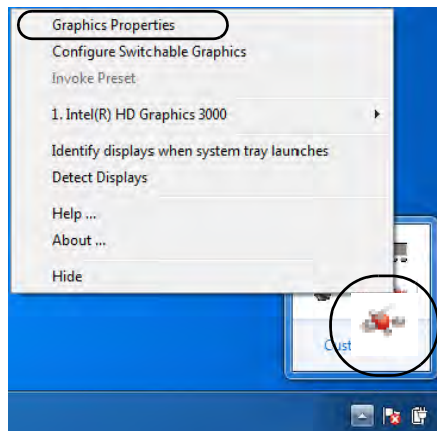 Graphics Properties
Configure Switchable Graphics
Invoke Preset
1. Intel(R) HD Graphics 3000
Identify displays when system tray launches
Detect Displays
Help ...
About ...
Hide
Cust